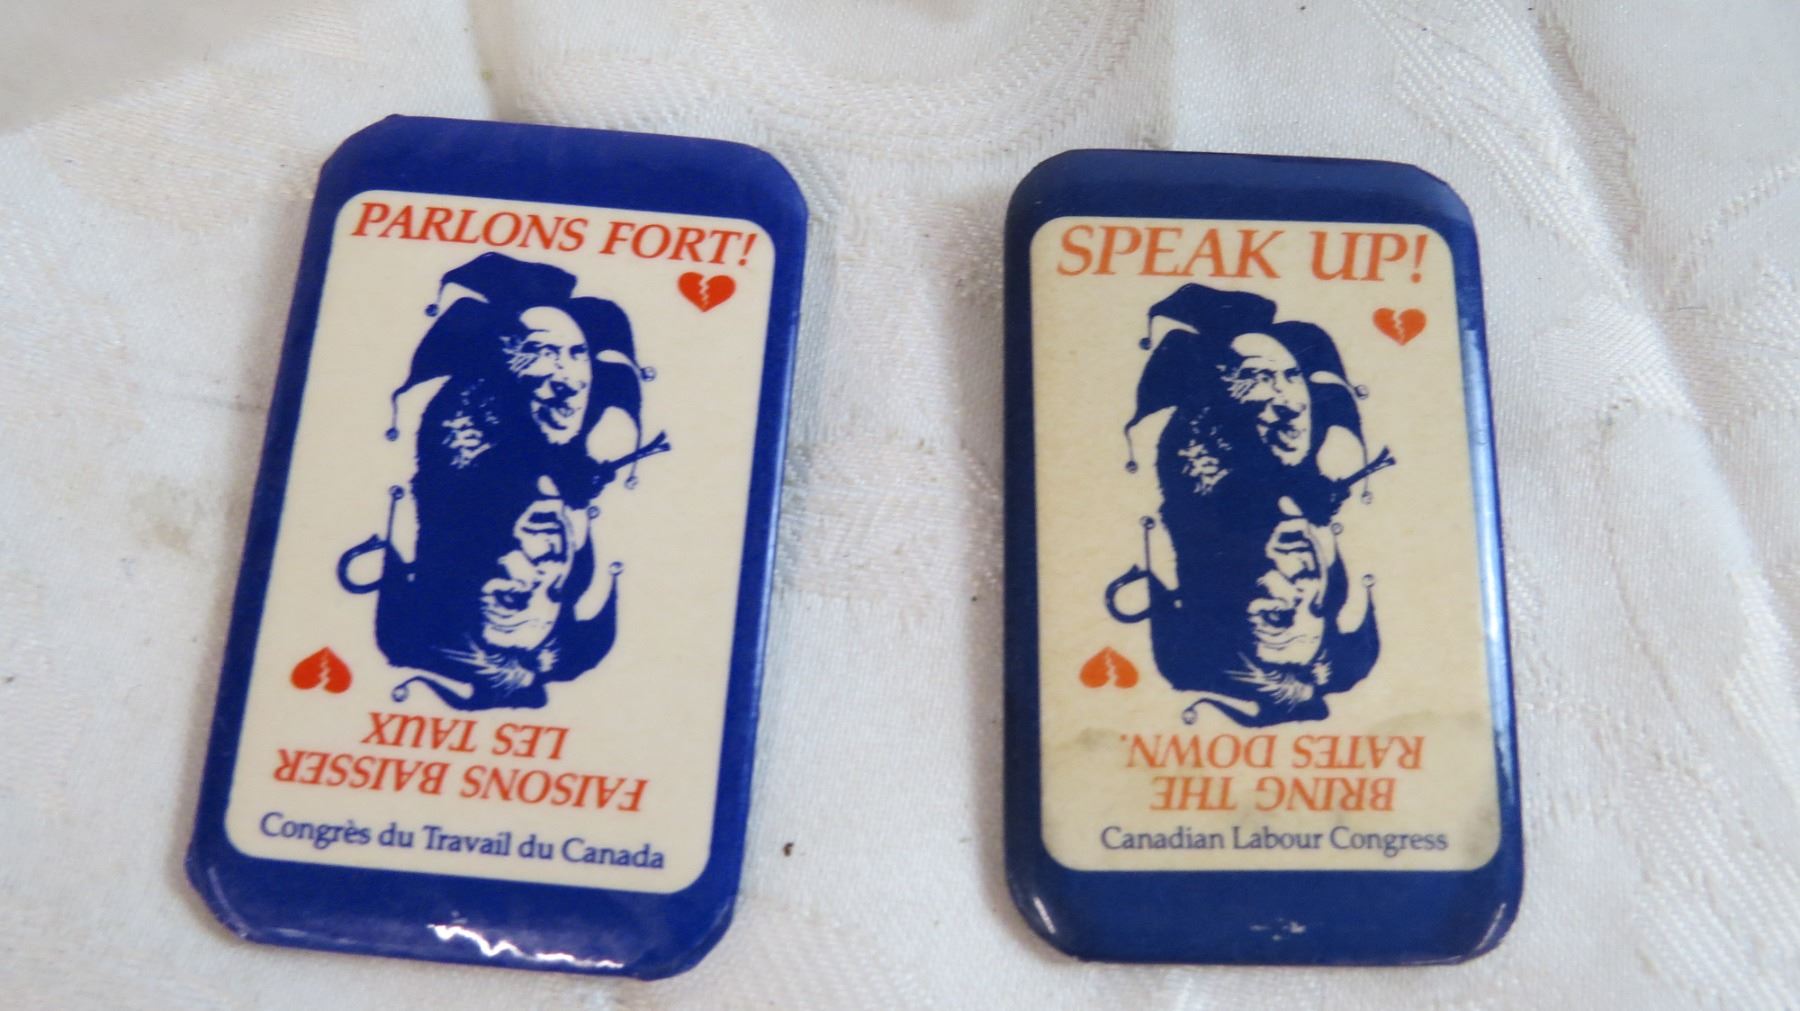 PARLONS FORT!
FAISONS BAISSER
LES TAUX
Congrès du Travail du Canada
SPEAK UP!
BRING THE
RATES DOWN.
Canadian Labour Congress